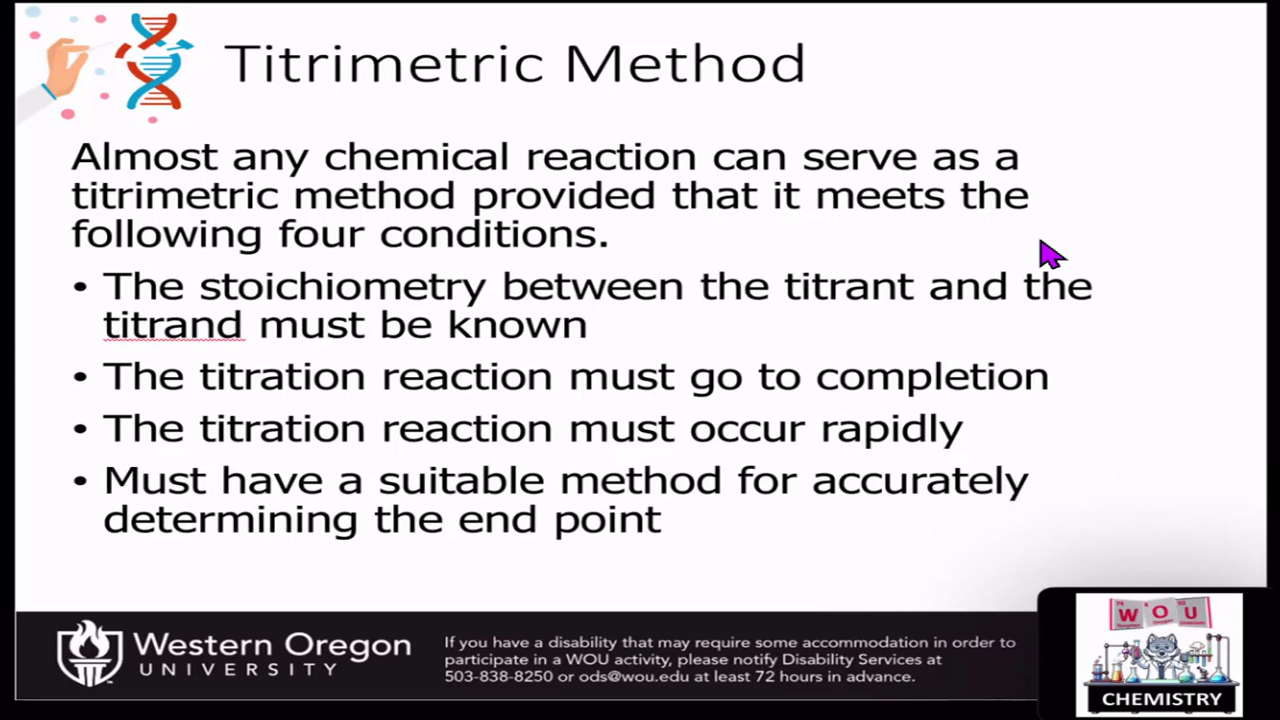 Titrimetric Method
Almost any chemical reaction can serve as a
titrimetric method provided that it meets the
following four conditions.
• The stoichiometry between the titrant and the
titrand must be known
• The titration reaction must go to completion
• The titration reaction must occur rapidly
• Must have a suitable method for accurately
determining the end point
Western Oregon
UNIVERSITY
If you have a disability that may require some accommodation in order to
participate in a WOU activity, please notify Disability Services at
503-838-8250 or ods@wou.edu at least 72 hours in advance.
W O U
CHEMISTRY